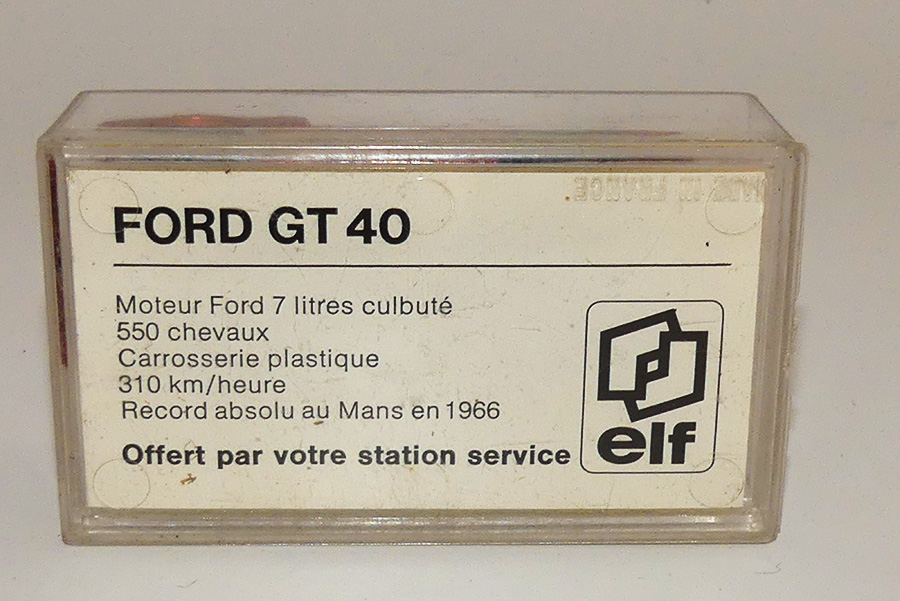 FORD GT 40
Moteur Ford 7 litres culbuté
550 chevaux
Carrosserie plastique
310 km/heure
Record absolu au Mans en 1966
Offert par votre station service
elf